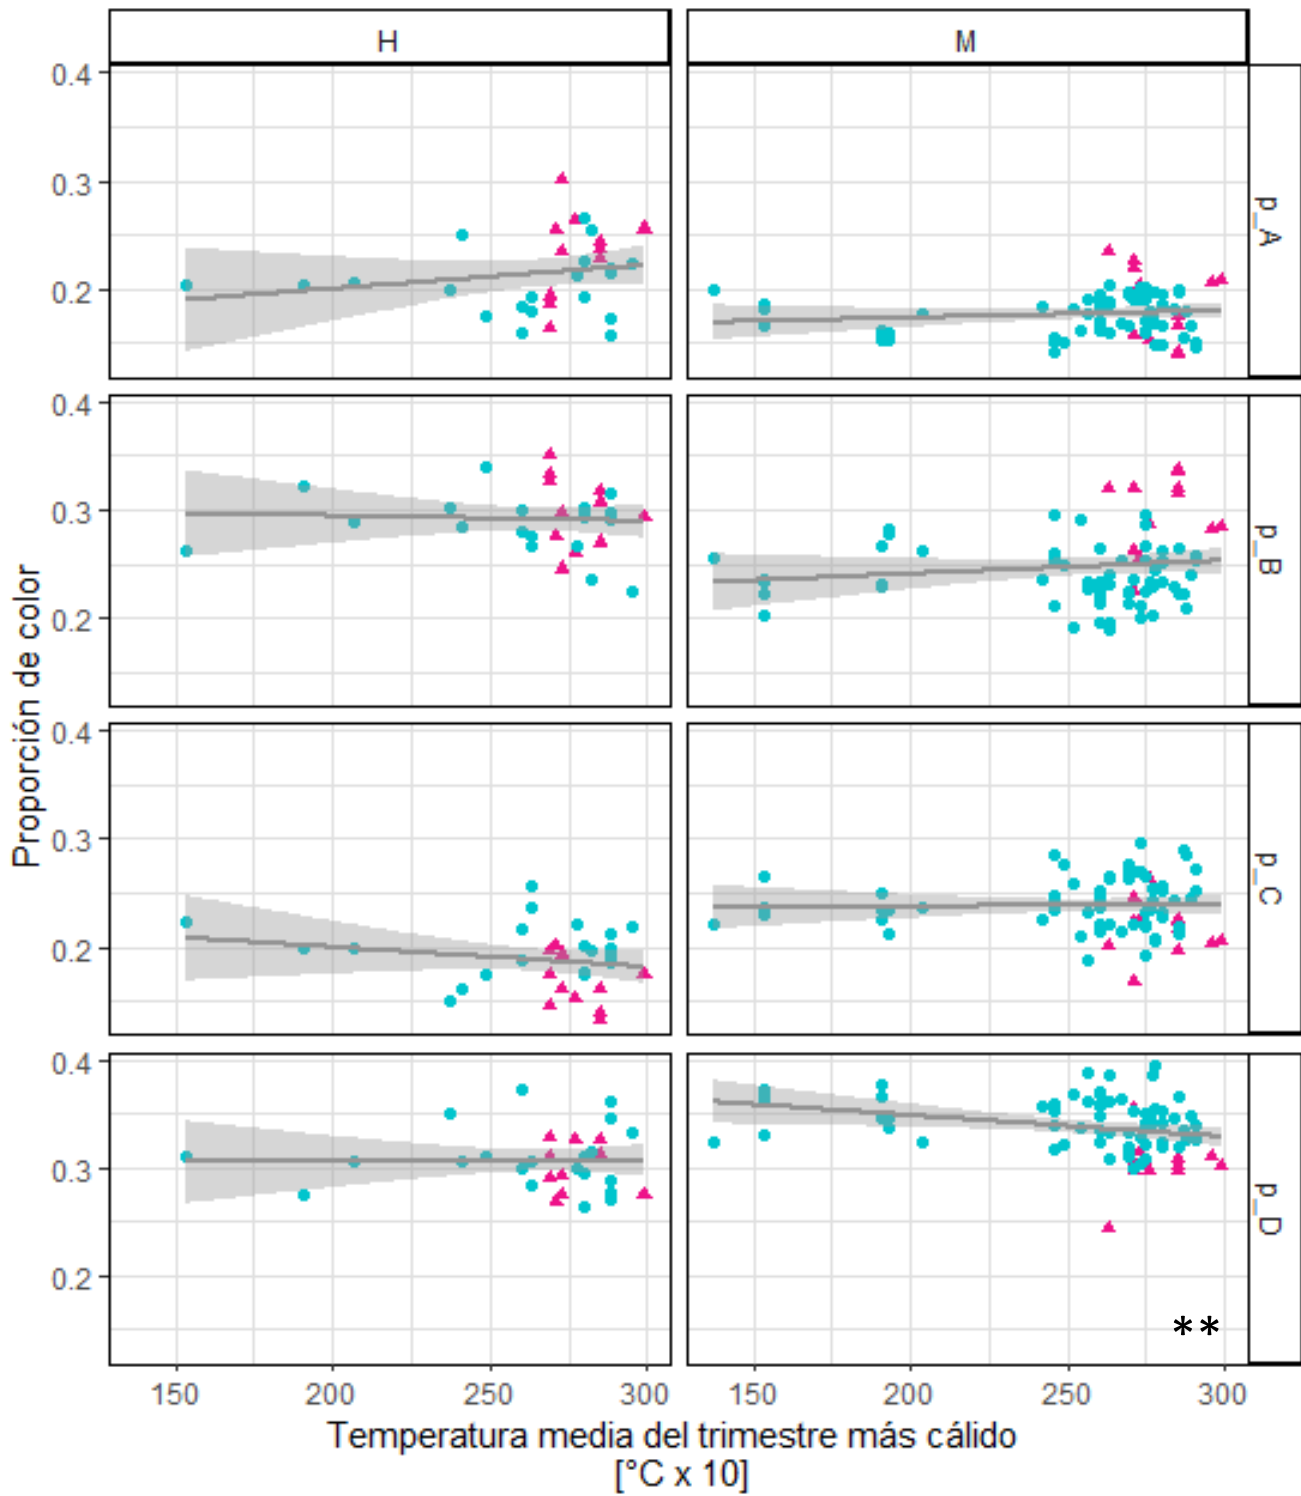 H
M
0.4
0.3
0.2
p_A
0.4
0.3
0.2
p_B
0.4
0.3
0.2
p_C
0.4
0.3
0.2
p_D
**
Proporción de color
150 200 250 300
150 200 250 300
Temperatura media del trimestre más cálido
[°C x 10]